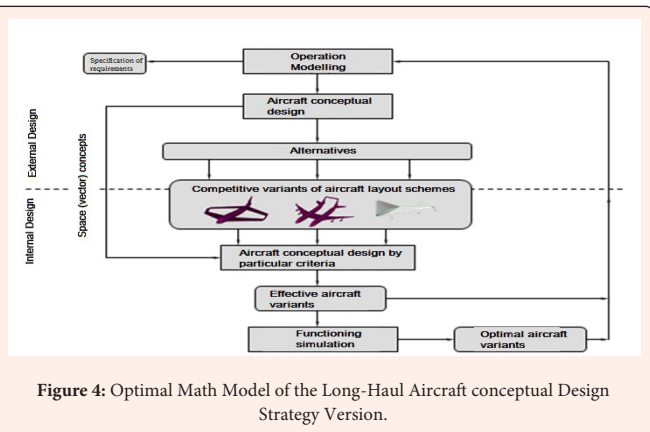 Specification of
requirements
Operation
Modelling
Aircraft conceptual
design
Alternatives
Competitive variants of aircraft layout schemes
Aircraft conceptual design by
particular criteria
Effective aircraft
variants
Functioning
simulation
Optimal aircraft
variants
External Design
Internal Design
Space (vector) concepts
Figure 4: Optimal Math Model of the Long-Haul Aircraft conceptual Design
Strategy Version.